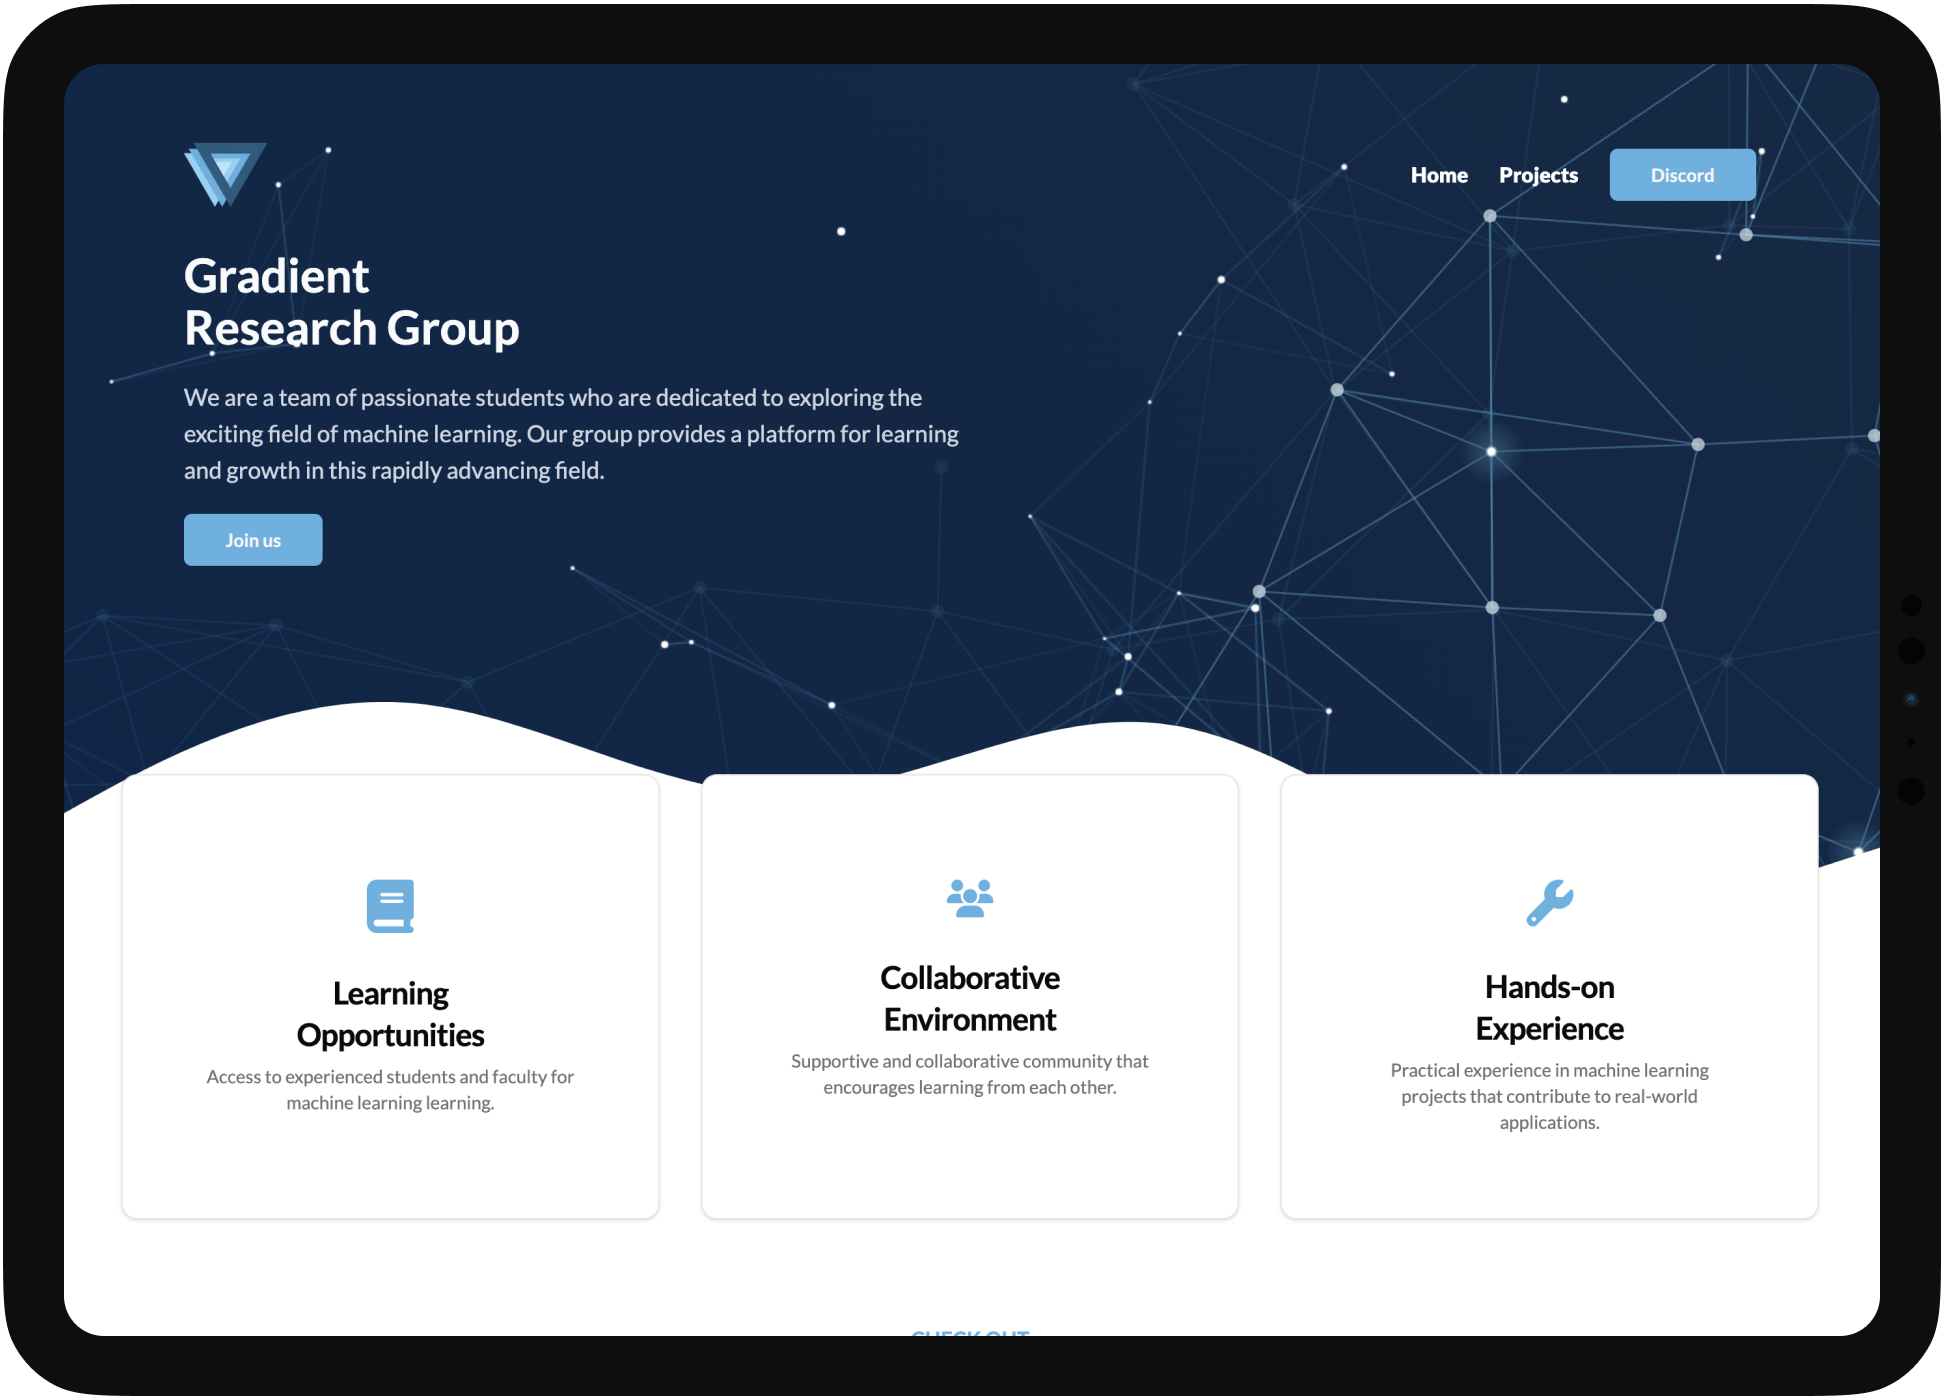 Home Projects Discord
Gradient
Research Group
We are a team of passionate students who are dedicated to exploring the
exciting field of machine learning. Our group provides a platform for learning
and growth in this rapidly advancing field.
Join us
Learning
Opportunities
Access to experienced students and faculty for
machine learning learning.
Collaborative
Environment
Supportive and collaborative community that
encourages learning from each other.
Hands-on
Experience
Practical experience in machine learning
projects that contribute to real-world
applications.
CHECK OUT